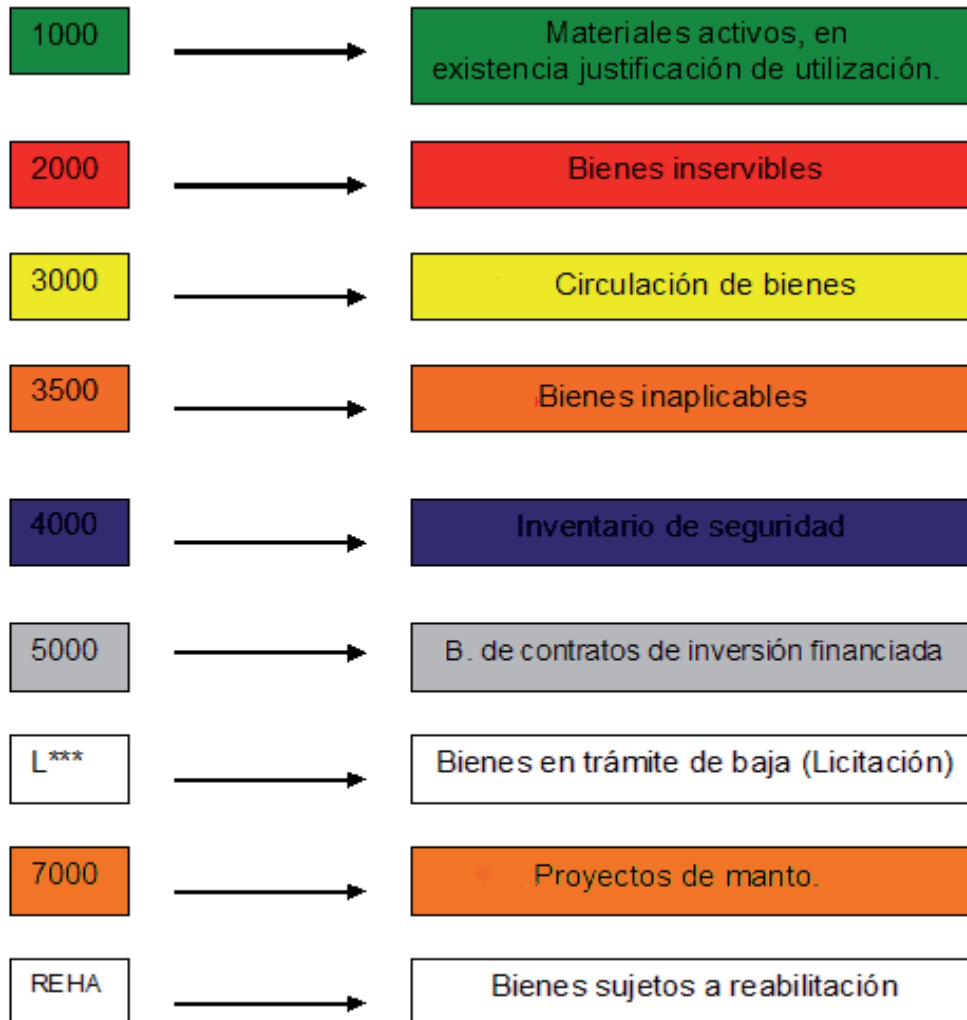 1000
Materiales activos, en
existencia justificación de utilización.
2000
Bienes inservibles
3000
Circulación de bienes
3500
Bienes inaplicables
4000
Inventario de seguridad
5000
B. de contratos de inversión financiada
L***
Bienes en trámite de baja (Licitación)
7000
Proyectos de manto.
REHA
Bienes sujetos a reabilitación